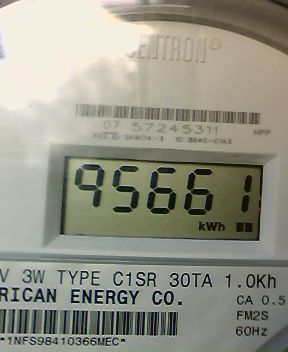 CENTRON®
07 57245311 HPP
95661
kWh
V 3W TYPE C1SR 30TA 1.0Kh
RICAN ENERGY CO. CA 0.5
FM2S
60Hz
*1NFS98410366MEC*